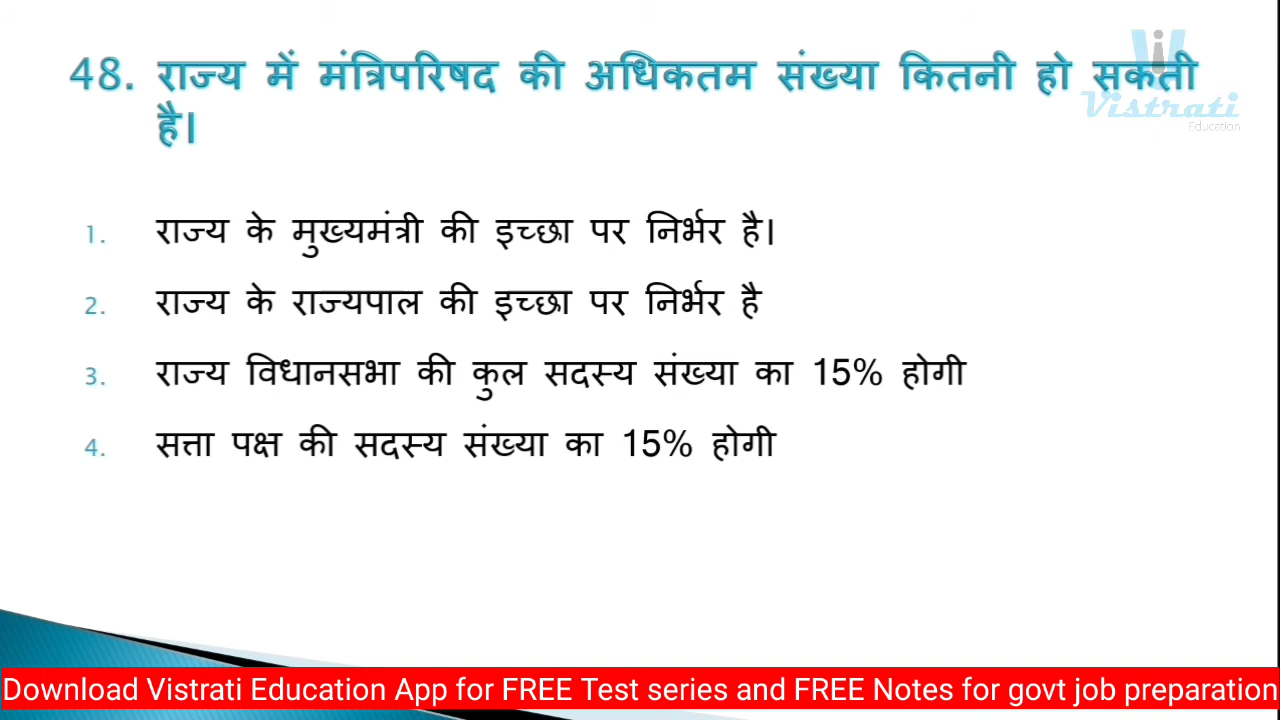 48. राज्य में मंत्रिपरिषद की अधिकतम संख्या कितनी हो सकती
है।
Vistrati
Education
1. राज्य के मुख्यमंत्री की इच्छा पर निर्भर है।
2. राज्य के राज्यपाल की इच्छा पर निर्भर है
3. राज्य विधानसभा की कुल सदस्य संख्या का 15% होगी
4. सत्ता पक्ष की सदस्य संख्या का 15% होगी
Download Vistrati Education App for FREE Test series and FREE Notes for govt job preparation